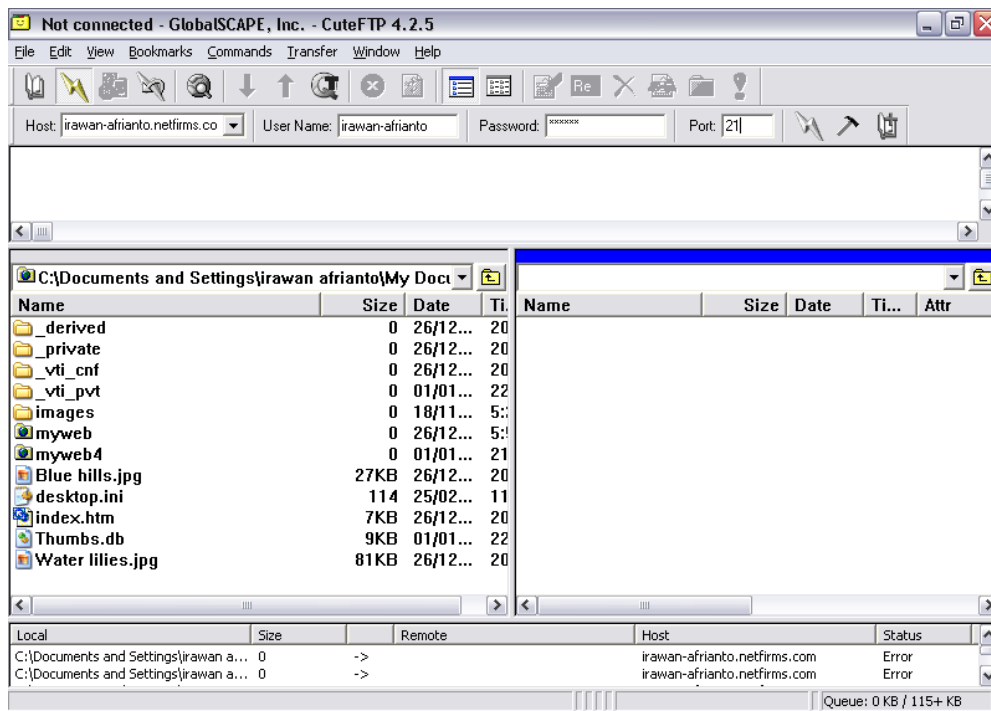 Not connected - GlobalSCAPE, Inc. - CuteFTP 4.2.5
File Edit View Bookmarks Commands Transfer Window Help
Re
Host: irawan-afrianto.netfirms.co User Name: irawan-afrianto Password: xxxxxx Port: 21
C:\Documents and Settings\irawan afrianto\My Docu
Name Size Date Ti.
_derived 0 26/12... 20
_private 0 26/12... 20
_vti_cnf 0 26/12... 20
_vti_pvt 0 01/01... 22
images 0 18/11... 5:
myweb 0 26/12... 5:
myweb4 0 01/01... 21
Blue hills.jpg 27KB 26/12... 20
desktop.ini 114 25/02... 11
index.htm 7KB 26/12... 20
Thumbs.db 9KB 01/01... 22
Water lilies.jpg 81KB 26/12... 20
Name Size Date Ti... Attr
Local Size Remote Host Status
C:\Documents and Settings\irawan a... 0 -> irawan-afrianto.netfirms.com Error
C:\Documents and Settings\irawan a... 0 -> irawan-afrianto.netfirms.com Error
Queue: 0 KB / 115+ KB